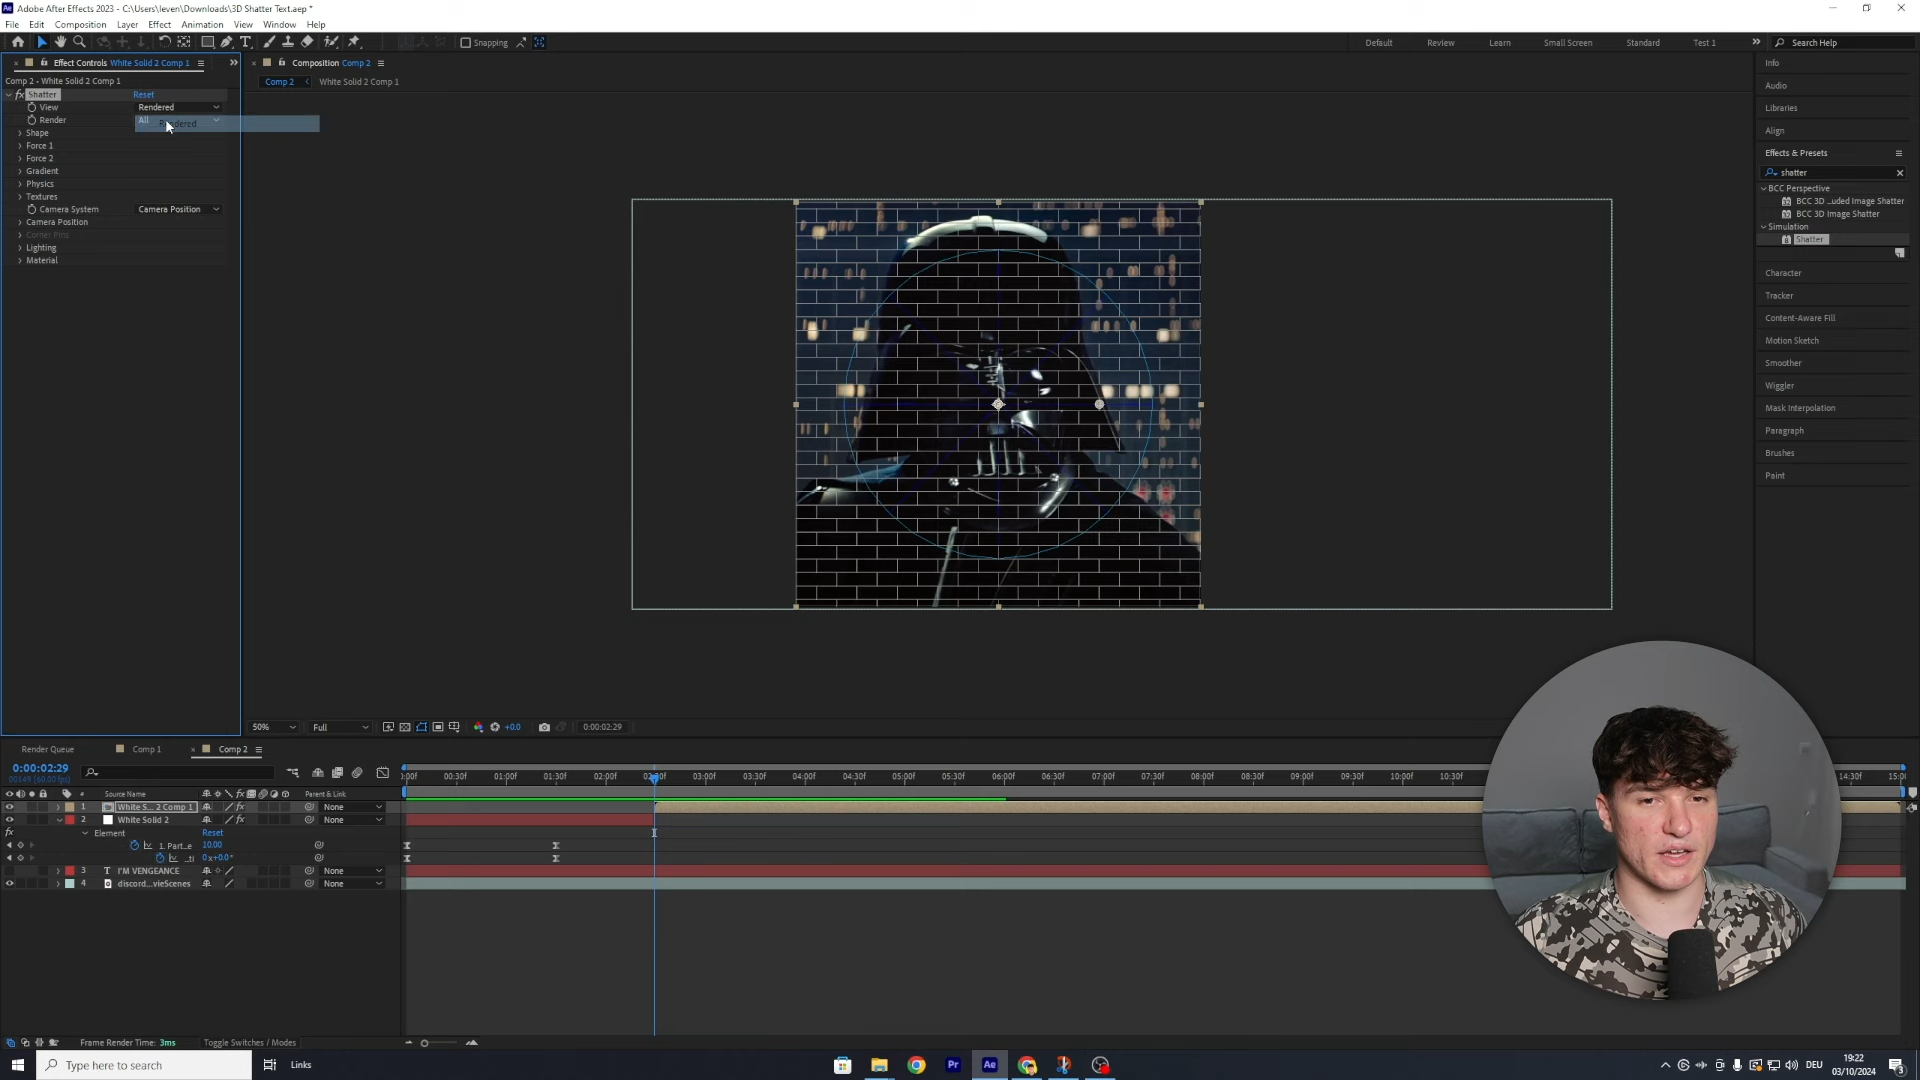 Adobe After Effects 2023 - C:\Users\leven\Downloads\3D Shatter Text.aep *
File Edit Composition Layer Effect Animation View Window Help
Snapping
Default Review Learn Small Screen Standard Test 1 Search Help
Effect Controls White Solid 2 Comp 1
Comp 2 • White Solid 2 Comp 1
fx Shatter Reset
View Rendered
Render All
Rendered
Shape
Force 1
Force 2
Gradient
Physics
Textures
Camera System Camera Position
Camera Position
Corner Pins
Lighting
Material
Composition Comp 2
Comp 2 White Solid 2 Comp 1
Info
Audio
Libraries
Align
Effects & Presets
shatter
BCC Perspective
BCC 3D ...uded Image Shatter
BCC 3D Image Shatter
Simulation
Shatter
Character
Tracker
Content-Aware Fill
Motion Sketch
Smoother
Wiggler
Mask Interpolation
Paragraph
Brushes
Paint
50% Full +0.0 0:00:02:29
Render Queue Comp 1 Comp 2
0:00:02:29
00149 (60.00 fps)
# Source Name Parent & Link
:00f 00:30f 01:00f 01:30f 02:00f 02:30f 03:00f 03:30f 04:00f 04:30f 05:00f 05:30f 06:00f 06:30f 07:00f 07:30f 08:00f 08:30f 09:00f 09:30f 10:00f 10:30f 14:30f 15:0
1 White S... 2 Comp 1 None
2 White Solid 2 None
Element Reset
1. Part...e 10.00
...ti 0x+0.0°
3 T I'M VENGEANCE None
4 discord...vieScenes None
Frame Render Time: 3ms Toggle Switches / Modes
Type here to search Links
Pr Ae
DEU
19:22
03/10/2024
3